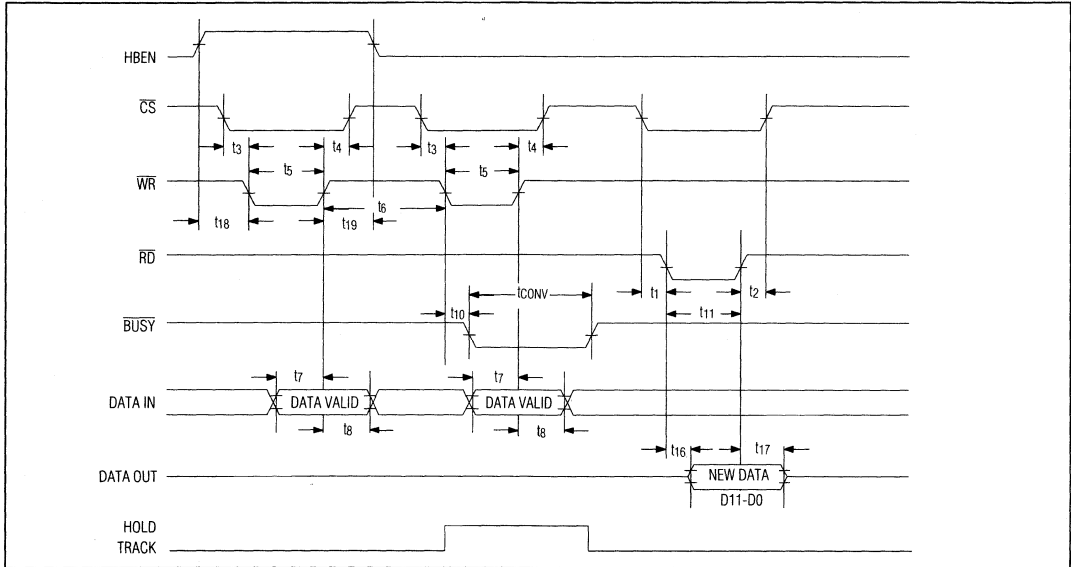 HBEN
CS
t3 t4 t3 t4
t5 t5
WR
t6
t18 t19
RD
tCONV
t1 t2
t10 t11
BUSY
t7 t7
DATA IN DATA VALID DATA VALID
t8 t8
t16 t17
DATA OUT NEW DATA
D11-D0
HOLD
TRACK